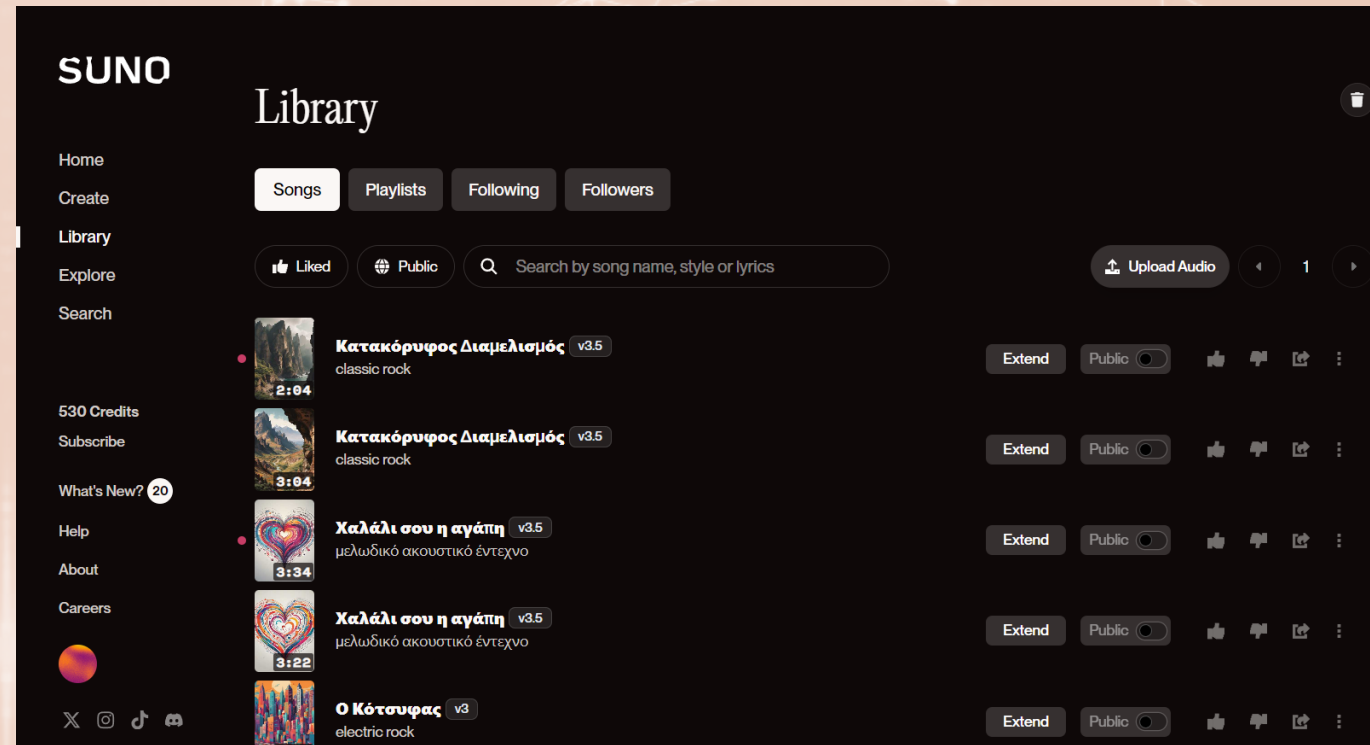 SUNO
Home
Create
Library
Explore
Search
530 Credits
Subscribe
What's New? 20
Help
About
Careers
Library
Songs Playlists Following Followers
Liked Public Search by song name, style or lyrics Upload Audio 1
Κατακόρυφος Διαμελισμός v3.5
classic rock
2:04
Extend Public
Κατακόρυφος Διαμελισμός v3.5
classic rock
3:04
Extend Public
Χαλάλι σου η αγάπη v3.5
μελωδικό ακουστικό έντεχνο
3:34
Extend Public
Χαλάλι σου η αγάπη v3.5
μελωδικό ακουστικό έντεχνο
3:22
Extend Public
Ο Κότσυφας v3
electric rock
Extend Public